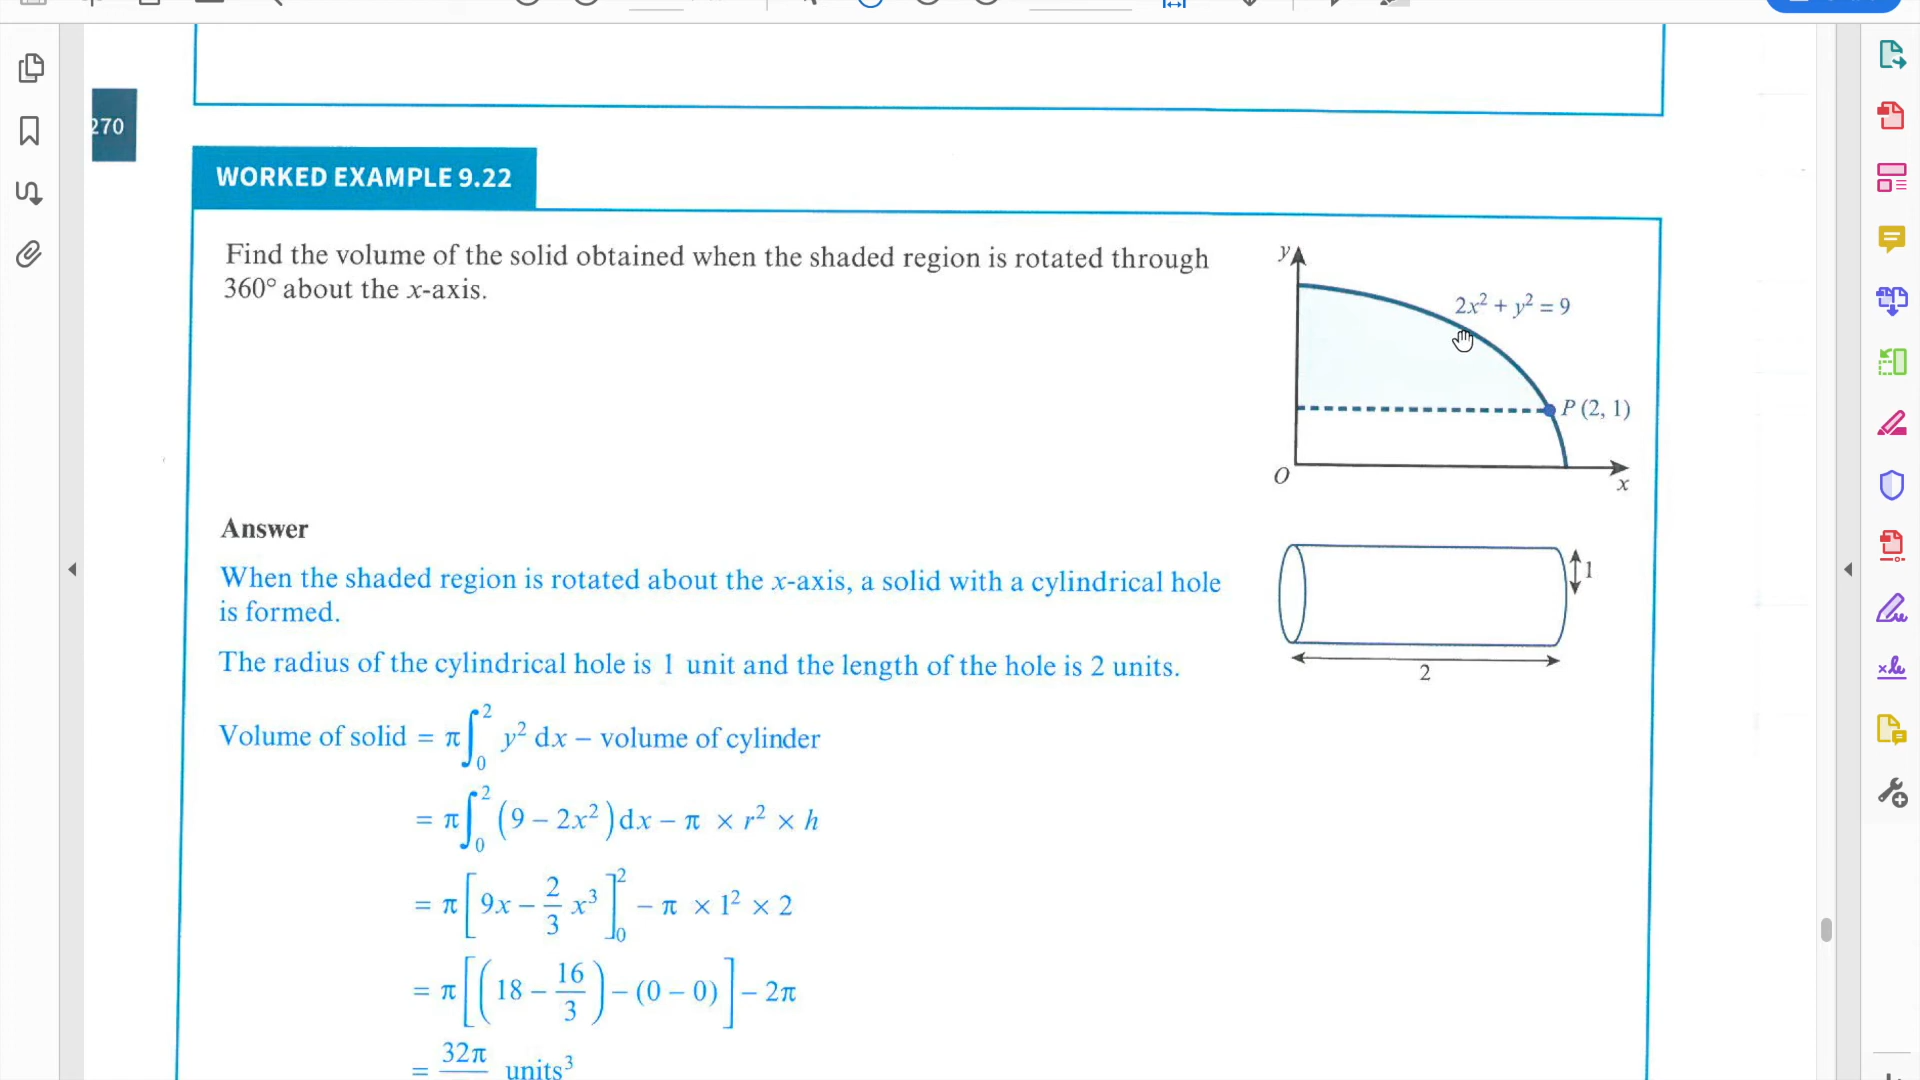 270
WORKED EXAMPLE 9.22
Find the volume of the solid obtained when the shaded region is rotated through
360° about the x-axis.
y
2x² + y² = 9
P (2, 1)
O
x
Answer
When the shaded region is rotated about the x-axis, a solid with a cylindrical hole
is formed.
1
The radius of the cylindrical hole is 1 unit and the length of the hole is 2 units.
2
Volume of solid = π∫₀² y² dx – volume of cylinder
= π∫₀² (9 – 2x²) dx – π × r² × h
= π[9x – 2/3 x³]₀² – π × 1² × 2
= π[(18 – 16/3) – (0 – 0)] – 2π
= 32π units³